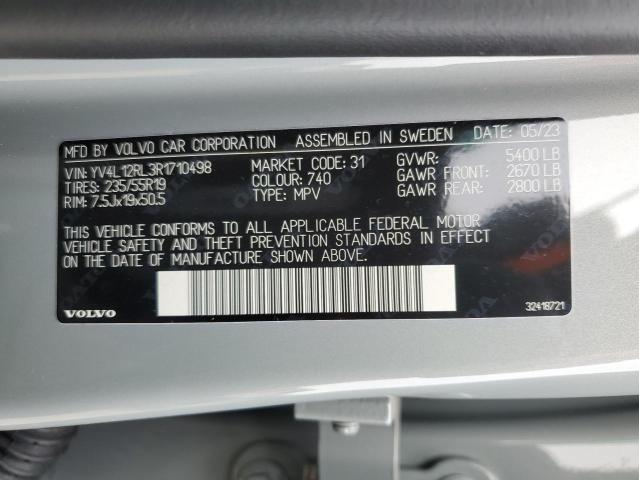 MFD BY VOLVO CAR CORPORATION ASSEMBLED IN SWEDEN DATE: 05/23
VIN: YV4L12RL3R1710498 MARKET CODE: 31 GVWR: 5400 LB
TIRES: 235/55R19 COLOUR: 740 GAWR FRONT: 2670 LB
RIM: 7.5Jx19x50.5 TYPE: MPV GAWR REAR: 2800 LB
THIS VEHICLE CONFORMS TO ALL APPLICABLE FEDERAL MOTOR
VEHICLE SAFETY AND THEFT PREVENTION STANDARDS IN EFFECT
ON THE DATE OF MANUFACTURE SHOWN ABOVE.
VOLVO 32418721